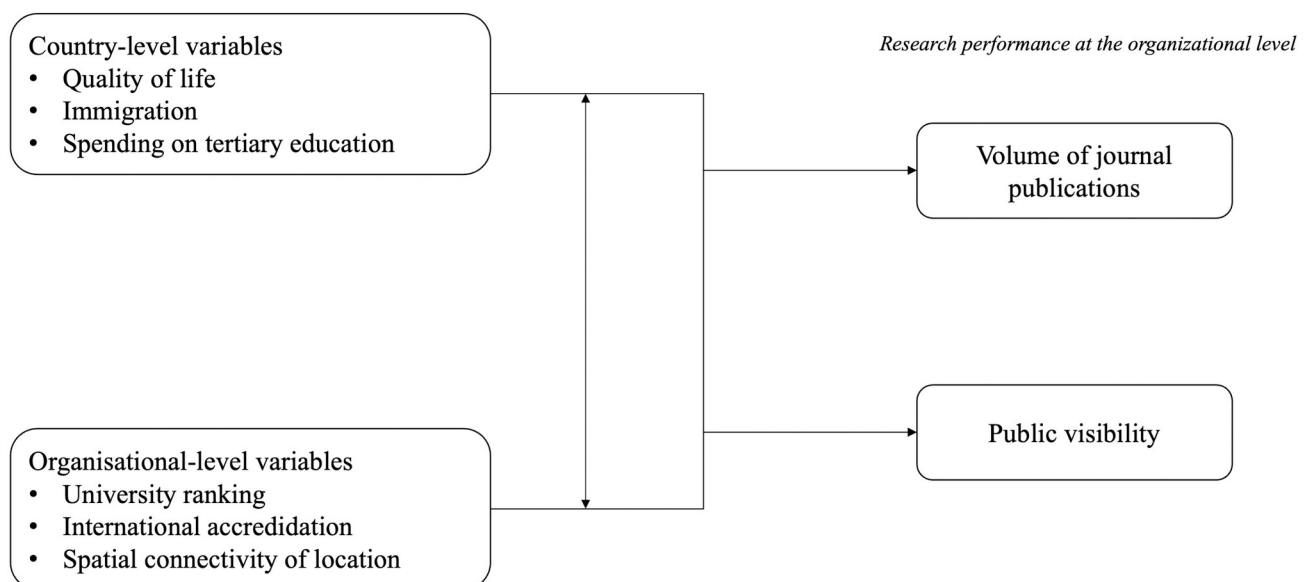 Country-level variables
• Quality of life
• Immigration
• Spending on tertiary education
Research performance at the organizational level
Volume of journal
publications
Organisational-level variables
• University ranking
• International accredidation
• Spatial connectivity of location
Public visibility